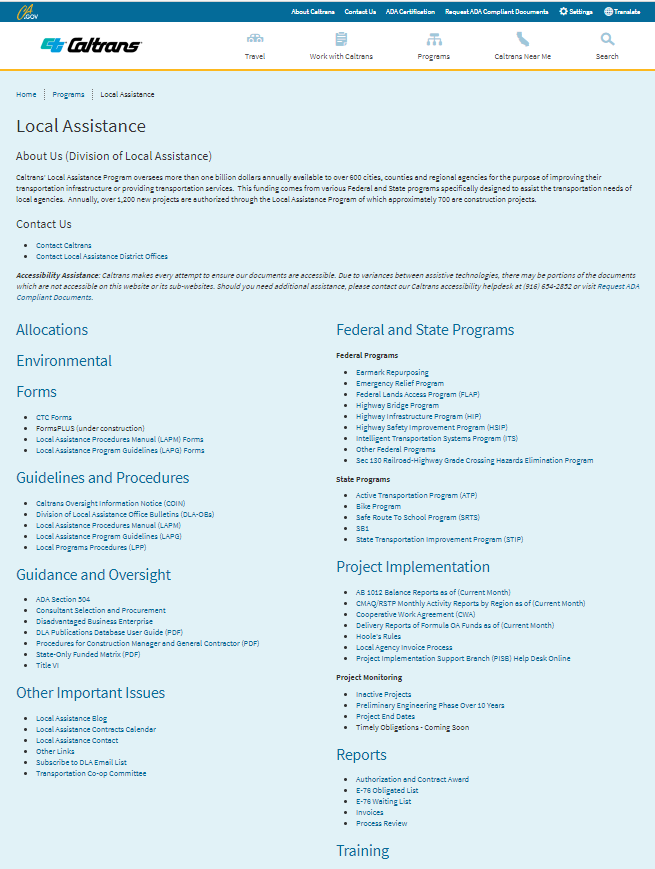 CA.GOV
About Caltrans Contact Us ADA Certification Request ADA Compliant Documents Settings Translate
Caltrans
Travel Work with Caltrans Programs Caltrans Near Me Search
Home Programs Local Assistance
Local Assistance
About Us (Division of Local Assistance)
Caltrans' Local Assistance Program oversees more than one billion dollars annually available to over 600 cities, counties and regional agencies for the purpose of improving their
transportation infrastructure or providing transportation services. This funding comes from various Federal and State programs specifically designed to assist the transportation needs of
local agencies. Annually, over 1,200 new projects are authorized through the Local Assistance Program of which approximately 700 are construction projects.
Contact Us
Contact Caltrans
Contact Local Assistance District Offices
Accessibility Assistance: Caltrans makes every attempt to ensure our documents are accessible. Due to variances between assistive technologies, there may be portions of the documents
which are not accessible on this website or its sub-websites. Should you need additional assistance, please contact our Caltrans accessibility helpdesk at (916) 654-2852 or visit Request ADA
Compliant Documents.
Allocations
Environmental
Forms
CTC Forms
FormsPLUS (under construction)
Local Assistance Procedures Manual (LAPM) Forms
Local Assistance Program Guidelines (LAPG) Forms
Guidelines and Procedures
Caltrans Oversight Information Notice (COIN)
Division of Local Assistance Office Bulletins (DLA-OBs)
Local Assistance Procedures Manual (LAPM)
Local Assistance Program Guidelines (LAPG)
Local Programs Procedures (LPP)
Guidance and Oversight
ADA Section 504
Consultant Selection and Procurement
Disadvantaged Business Enterprise
DLA Publications Database User Guide (PDF)
Procedures for Construction Manager and General Contractor (PDF)
State-Only Funded Matrix (PDF)
Title VI
Other Important Issues
Local Assistance Blog
Local Assistance Contracts Calendar
Local Assistance Contact
Other Links
Subscribe to DLA Email List
Transportation Co-op Committee
Federal and State Programs
Federal Programs
Earmark Repurposing
Emergency Relief Program
Federal Lands Access Program (FLAP)
Highway Bridge Program
Highway Infrastructure Program (HIP)
Highway Safety Improvement Program (HSIP)
Intelligent Transportation Systems Program (ITS)
Other Federal Programs
Sec 130 Railroad-Highway Grade Crossing Hazards Elimination Program
State Programs
Active Transportation Program (ATP)
Bike Program
Safe Route To School Program (SRTS)
SB1
State Transportation Improvement Program (STIP)
Project Implementation
AB 1012 Balance Reports as of (Current Month)
CMAQ/RSTP Monthly Activity Reports by Region as of (Current Month)
Cooperative Work Agreement (CWA)
Delivery Reports of Formula OA Funds as of (Current Month)
Hoole's Rules
Local Agency Invoice Process
Project Implementation Support Branch (PISB) Help Desk Online
Project Monitoring
Inactive Projects
Preliminary Engineering Phase Over 10 Years
Project End Dates
Timely Obligations - Coming Soon
Reports
Authorization and Contract Award
E-76 Obligated List
E-76 Waiting List
Invoices
Process Review
Training